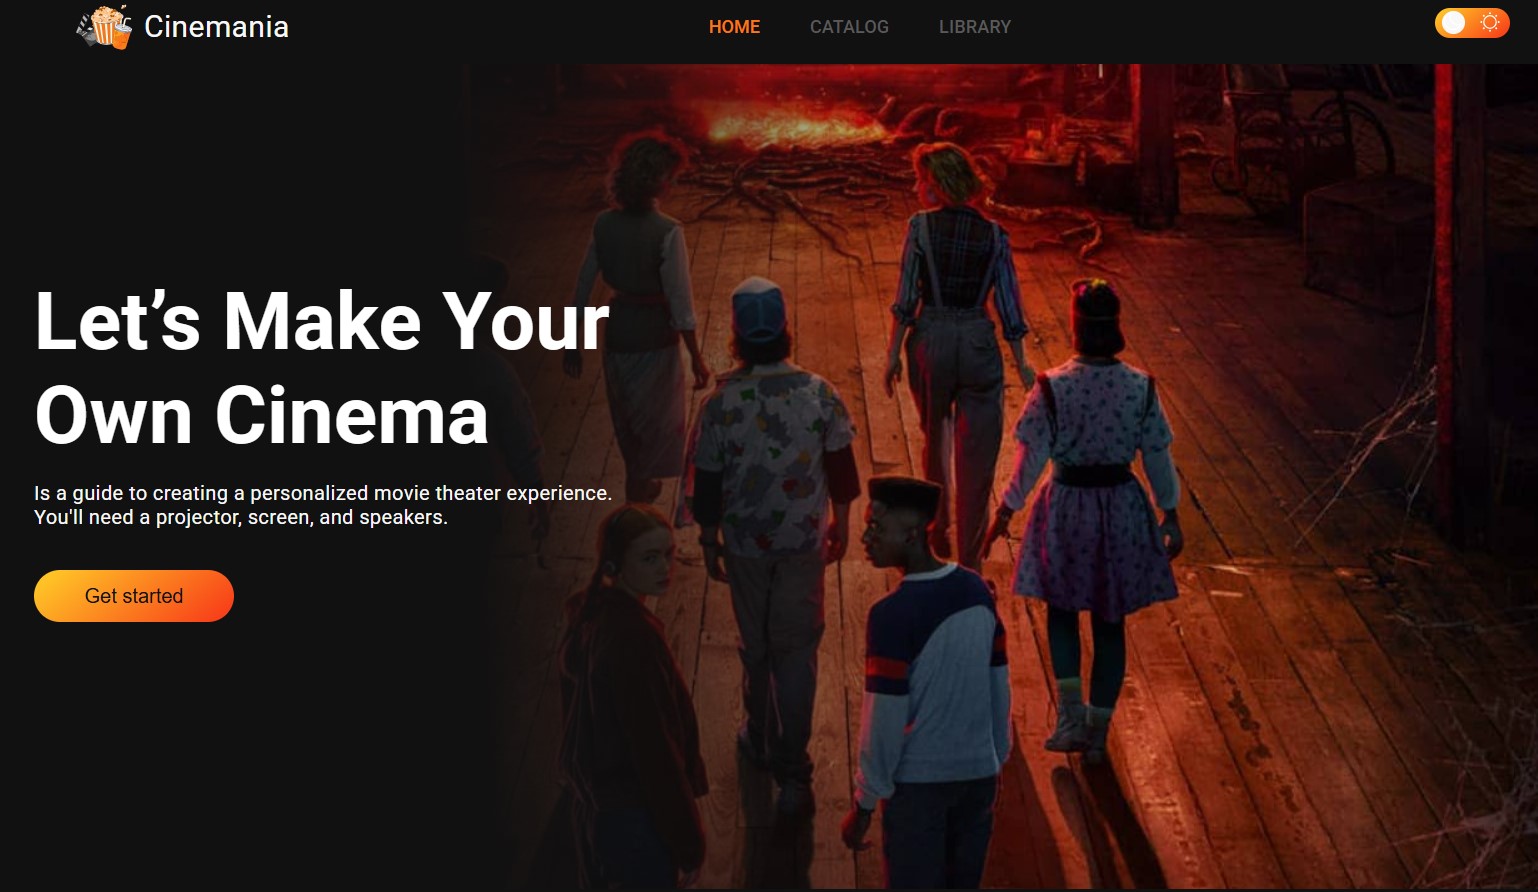 Cinemania
HOME CATALOG LIBRARY
Let’s Make Your
Own Cinema
Is a guide to creating a personalized movie theater experience.
You'll need a projector, screen, and speakers.
Get started